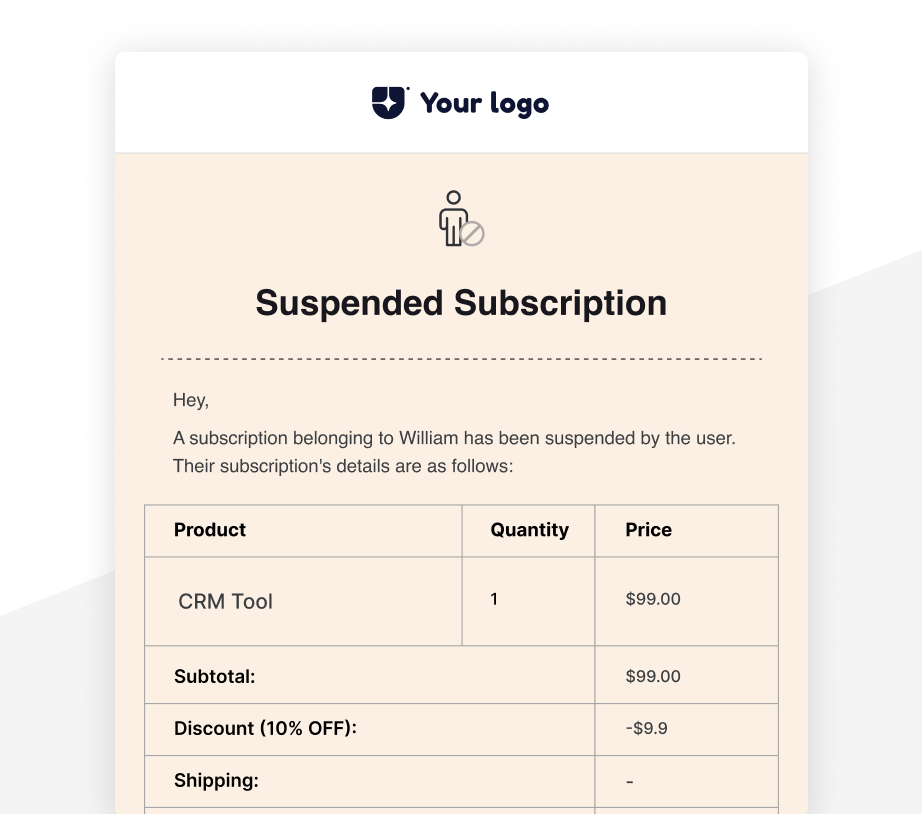 Your logo
Suspended Subscription
Hey,
A subscription belonging to William has been suspended by the user.
Their subscription's details are as follows:
Product Quantity Price
CRM Tool 1 $99.00
Subtotal: $99.00
Discount (10% OFF): -$9.9
Shipping: -